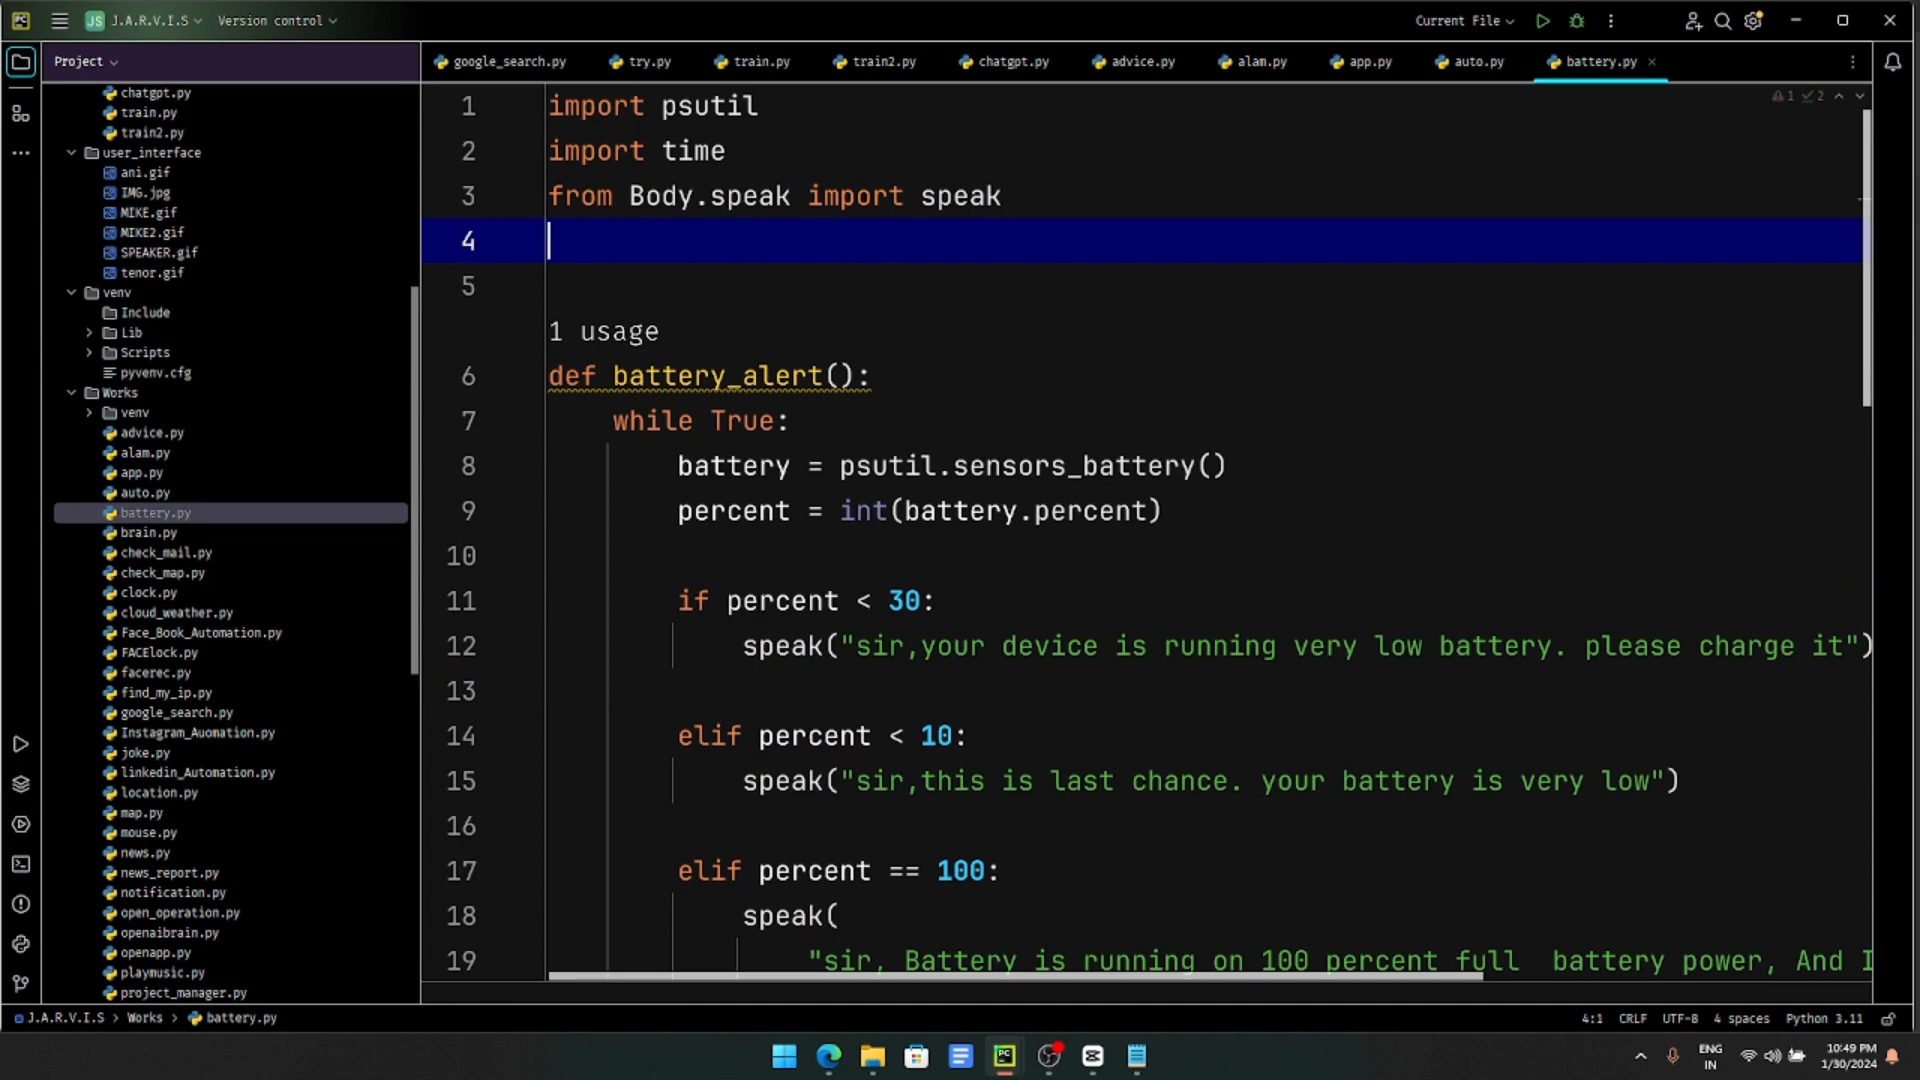 PC JS J.A.R.V.I.S Version control Current File
Project
google_search.py try.py train.py train2.py chatgpt.py advice.py alam.py app.py auto.py battery.py
chatgpt.py
train.py
train2.py
user_interface
ani.gif
IMG.jpg
MIKE.gif
MIKE2.gif
SPEAKER.gif
tenor.gif
venv
Include
Lib
Scripts
pyvenv.cfg
Works
venv
advice.py
alam.py
app.py
auto.py
battery.py
brain.py
check_mail.py
check_map.py
clock.py
cloud_weather.py
Face_Book_Automation.py
FACElock.py
facerec.py
find_my_ip.py
google_search.py
Instagram_Auomation.py
joke.py
linkedin_Automation.py
location.py
map.py
mouse.py
news.py
news_report.py
notification.py
open_operation.py
openaibrain.py
openapp.py
playmusic.py
project_manager.py
1 2
1 import psutil
2 import time
3 from Body.speak import speak
4
5
1 usage
6 def battery_alert():
7 while True:
8 battery = psutil.sensors_battery()
9 percent = int(battery.percent)
10
11 if percent < 30:
12 speak("sir,your device is running very low battery. please charge it")
13
14 elif percent < 10:
15 speak("sir,this is last chance. your battery is very low")
16
17 elif percent == 100:
18 speak(
19 "sir, Battery is running on 100 percent full  battery power, And I
J.A.R.V.I.S > Works > battery.py
4:1 CRLF UTF-8 4 spaces Python 3.11
PC
ENG
IN
10:49 PM
1/30/2024